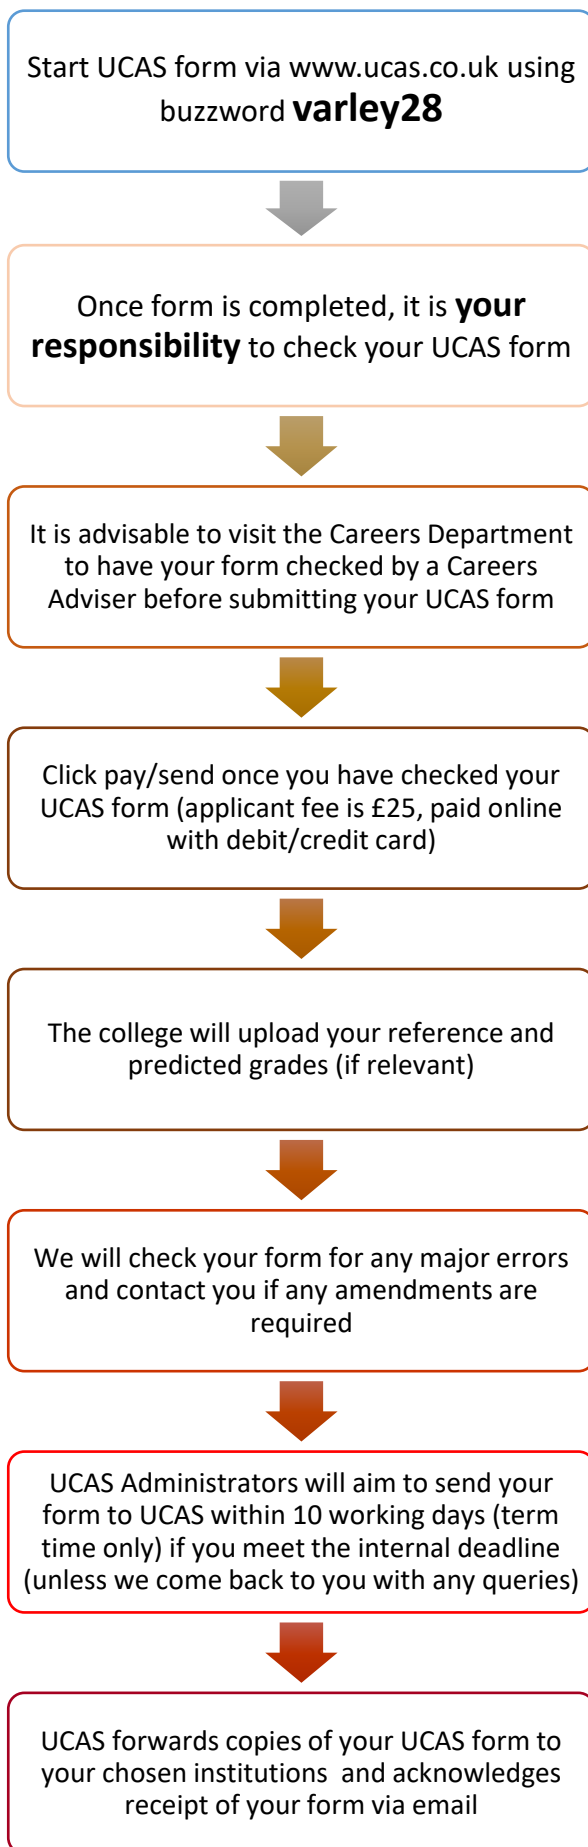 Start UCAS form via www.ucas.co.uk using
buzzword varley28
Once form is completed, it is your
responsibility to check your UCAS form
It is advisable to visit the Careers Department
to have your form checked by a Careers
Adviser before submitting your UCAS form
Click pay/send once you have checked your
UCAS form (applicant fee is £25, paid online
with debit/credit card)
The college will upload your reference and
predicted grades (if relevant)
We will check your form for any major errors
and contact you if any amendments are
required
UCAS Administrators will aim to send your
form to UCAS within 10 working days (term
time only) if you meet the internal deadline
(unless we come back to you with any queries)
UCAS forwards copies of your UCAS form to
your chosen institutions  and acknowledges
receipt of your form via email